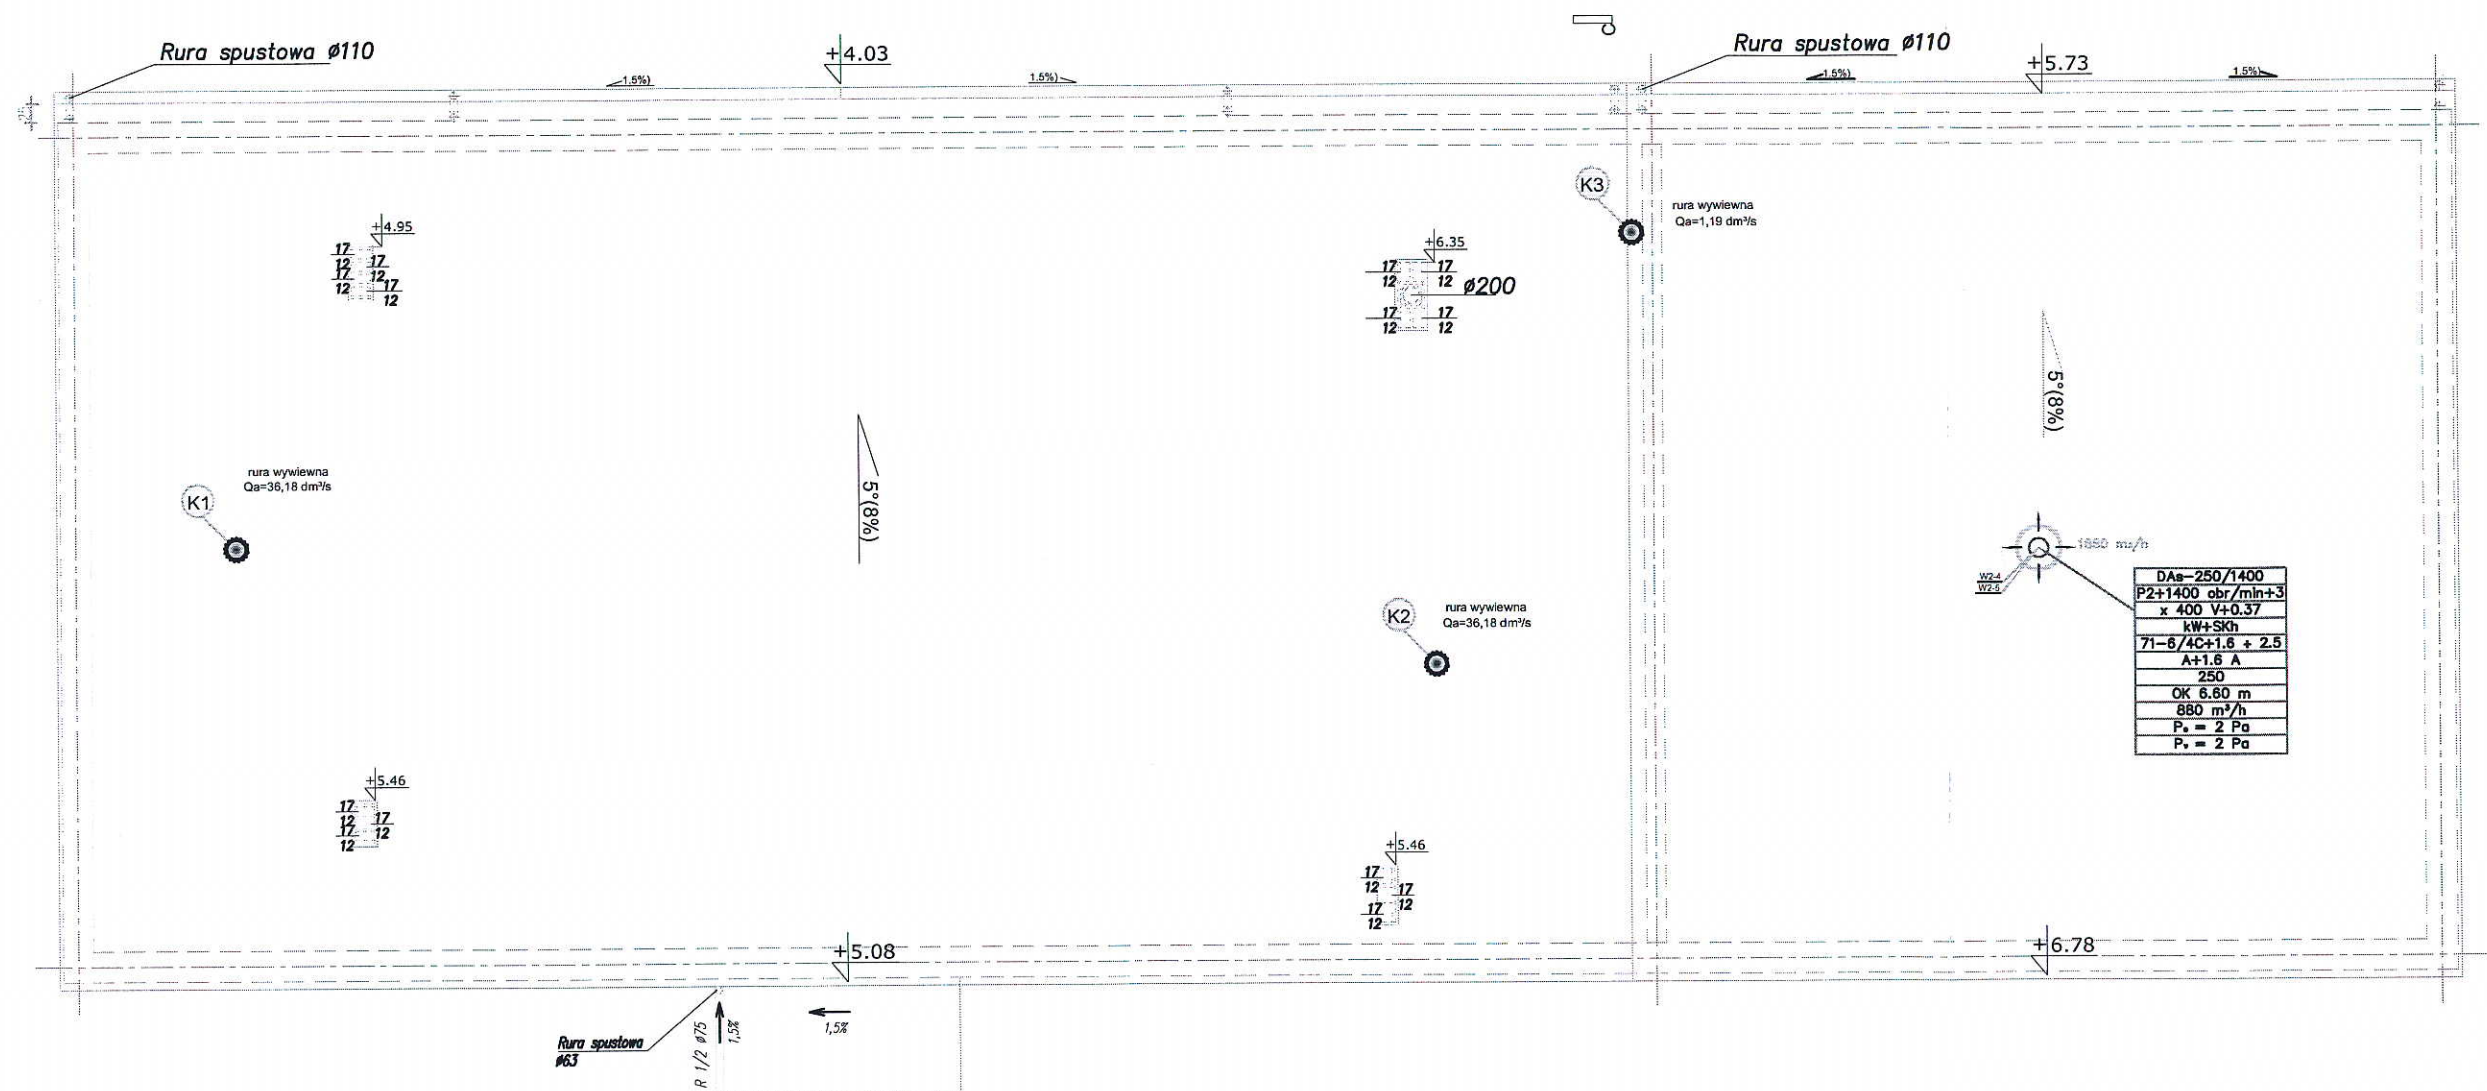 Rura spustowa ø110
+4.03
Rura spustowa ø110
+5.73
1.5%)
1.5%)
1.5%)
1.5%)
K3
rura wywiewna
Qa=1,19 dm³/s
+4.95
17
12
17
12
17
12
17
12
+6.35
17
12
17
12
ø200
17
12
17
12
5°(8%)
5°(8%)
rura wywiewna
Qa=36,18 dm³/s
K1
K2
rura wywiewna
Qa=36,18 dm³/s
1880 m₃/h
W2-4
W2-5
DAs-250/1400
P2+1400 obr/min+3
x 400 V+0.37
kW+SKh
71-6/4C+1.6 + 2.5
A+1.6 A
250
OK 6.60 m
880 m³/h
= 2 Pa
= 2 Pa
+5.46
17
12
17
12
17
12
+5.46
17
12
17
12
17
12
+5.08
+6.78
Rura spustowa
ø63
R 1/2 ø75
1,5%
1,5%